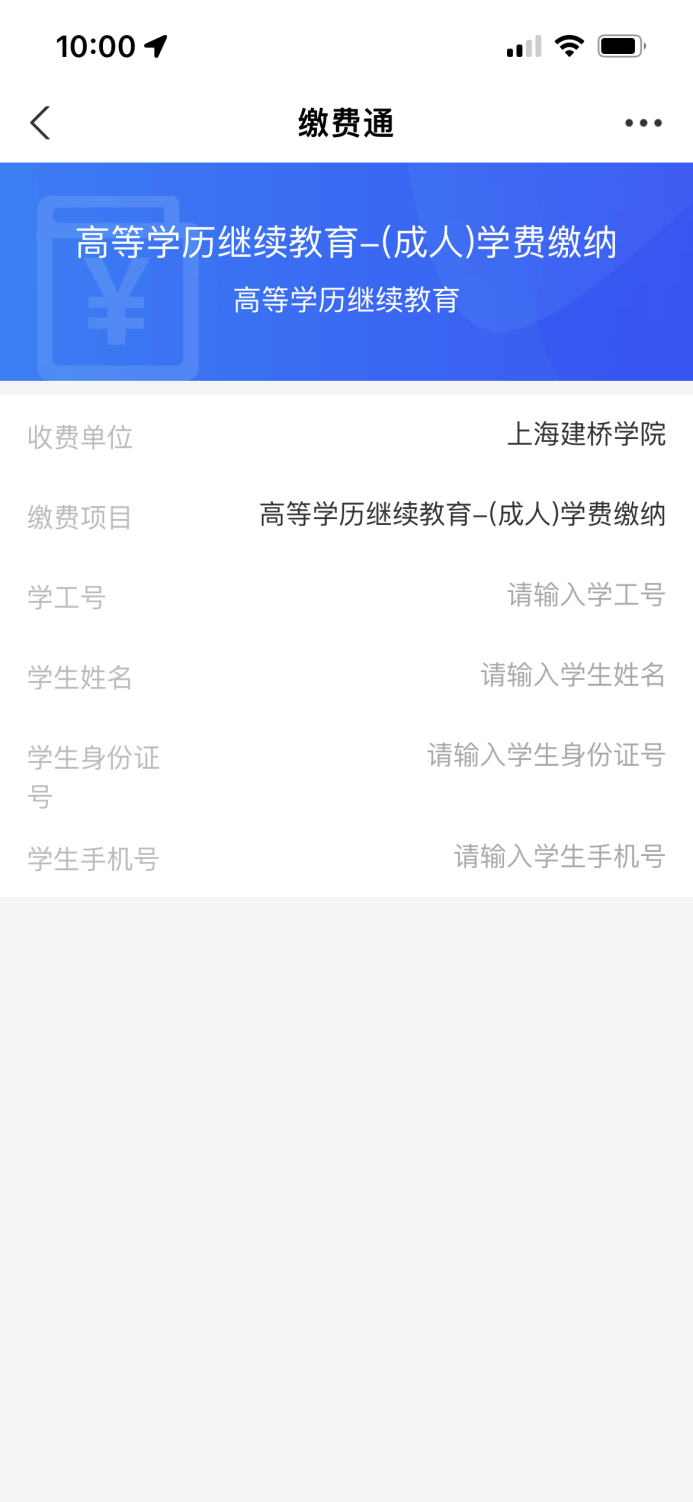 10:00
缴费通
高等学历继续教育–(成人)学费缴纳
高等学历继续教育
收费单位 上海建桥学院
缴费项目 高等学历继续教育–(成人)学费缴纳
学工号 请输入学工号
学生姓名 请输入学生姓名
学生身份证 请输入学生身份证号
号
学生手机号 请输入学生手机号